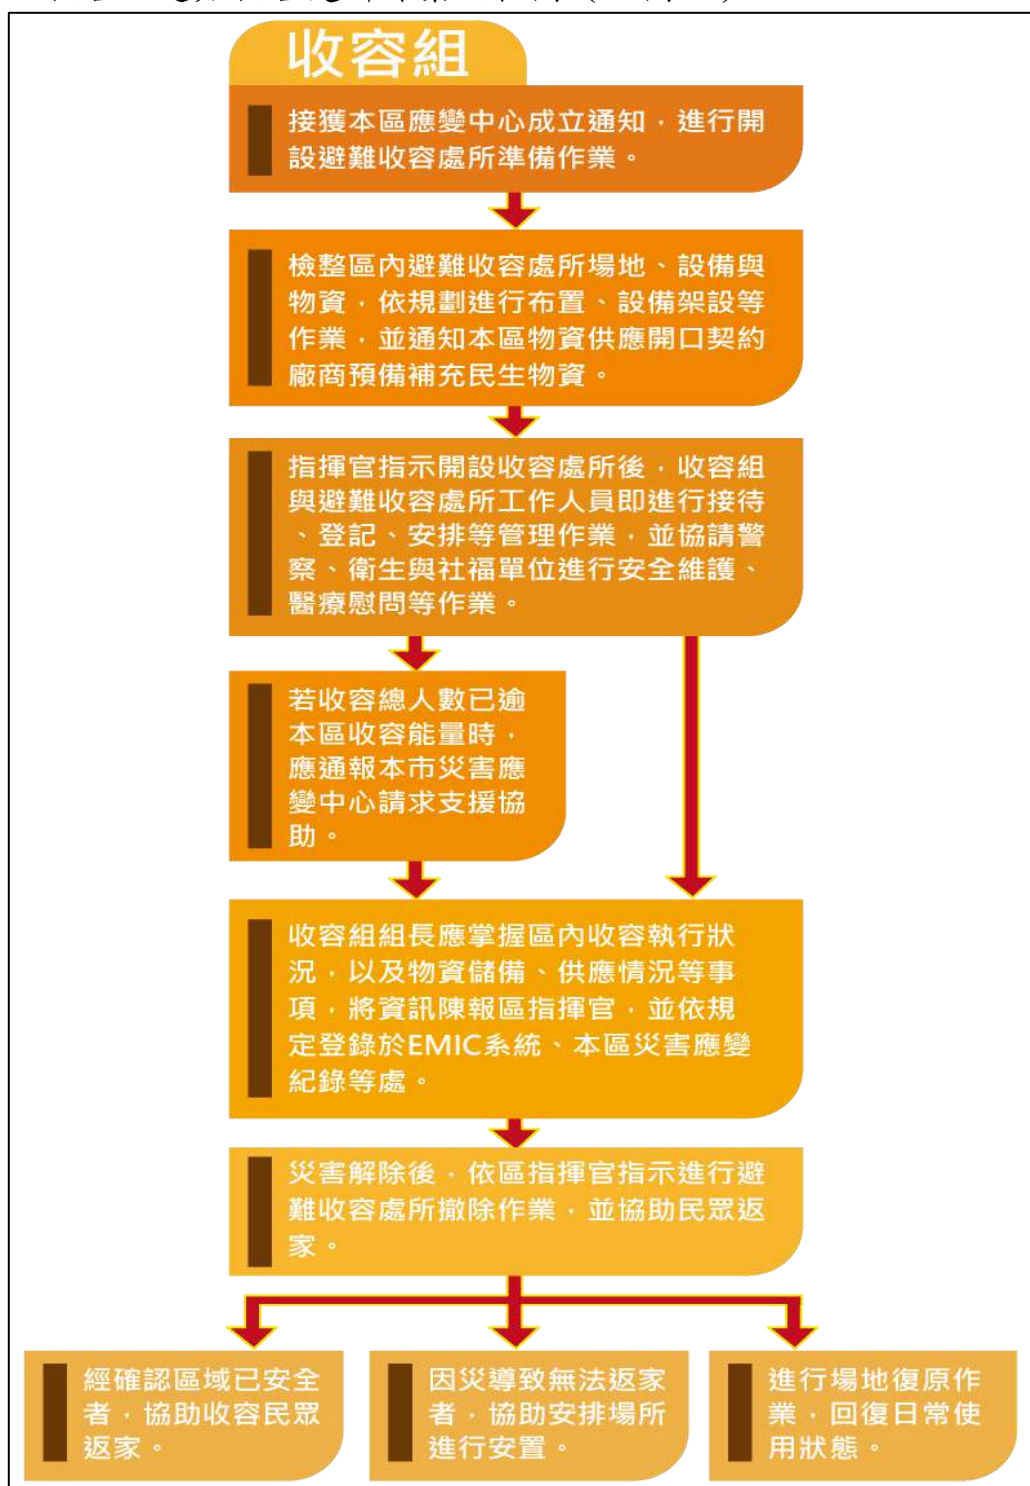 收容組
接獲本區應變中心成立通知，進行開
設避難收容處所準備作業。
檢整區內避難收容處所場地、設備與
物資，依規劃進行布置、設備架設等
作業，並通知本區物資供應開口契約
廠商預備補充民生物資。
指揮官指示開設收容處所後，收容組
與避難收容處所工作人員即進行接待
、登記、安排等管理作業，並協請警
察、衛生與社福單位進行安全維護、
醫療慰問等作業。
若收容總人數已逾
本區收容能量時，
應通報本市災害應
變中心請求支援協
助。
收容組組長應掌握區內收容執行狀
況，以及物資儲備、供應情況等事
項，將資訊陳報區指揮官，並依規
定登錄於EMIC系統、本區災害應變
紀錄等處。
災害解除後，依區指揮官指示進行避
難收容處所撤除作業，並協助民眾返
家。
經確認區域已安全
者，協助收容民眾
返家。
因災導致無法返家
者，協助安排場所
進行安置。
進行場地復原作
業，回復日常使
用狀態。